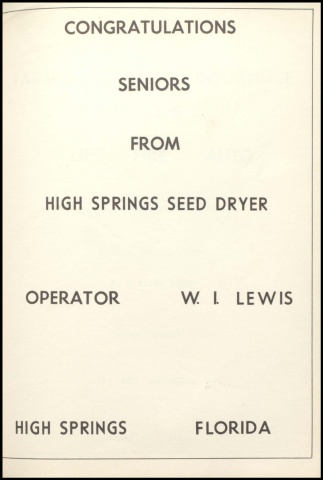 CONGRATULATIONS
SENIORS
FROM
HIGH SPRINGS SEED DRYER
OPERATOR W. I. LEWIS
HIGH SPRINGS FLORIDA